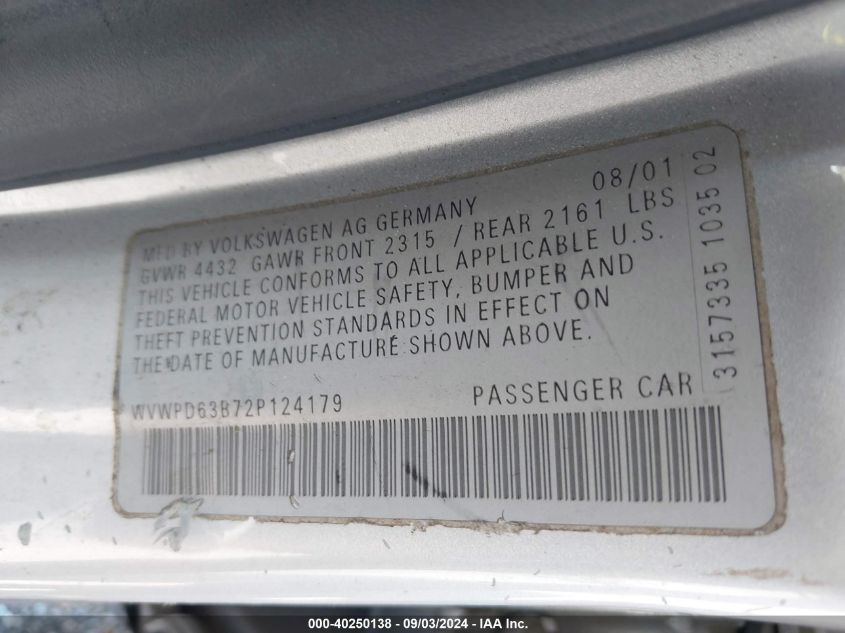 08/01
MFD BY VOLKSWAGEN AG GERMANY
GVWR 4432 GAWR FRONT 2315 / REAR 2161 LBS
THIS VEHICLE CONFORMS TO ALL APPLICABLE U.S.
FEDERAL MOTOR VEHICLE SAFETY, BUMPER AND
THEFT PREVENTION STANDARDS IN EFFECT ON
THE DATE OF MANUFACTURE SHOWN ABOVE.
WVWPD63B72P124179 PASSENGER CAR
3157335 1035 02
000-40250138 - 09/03/2024 - IAA Inc.